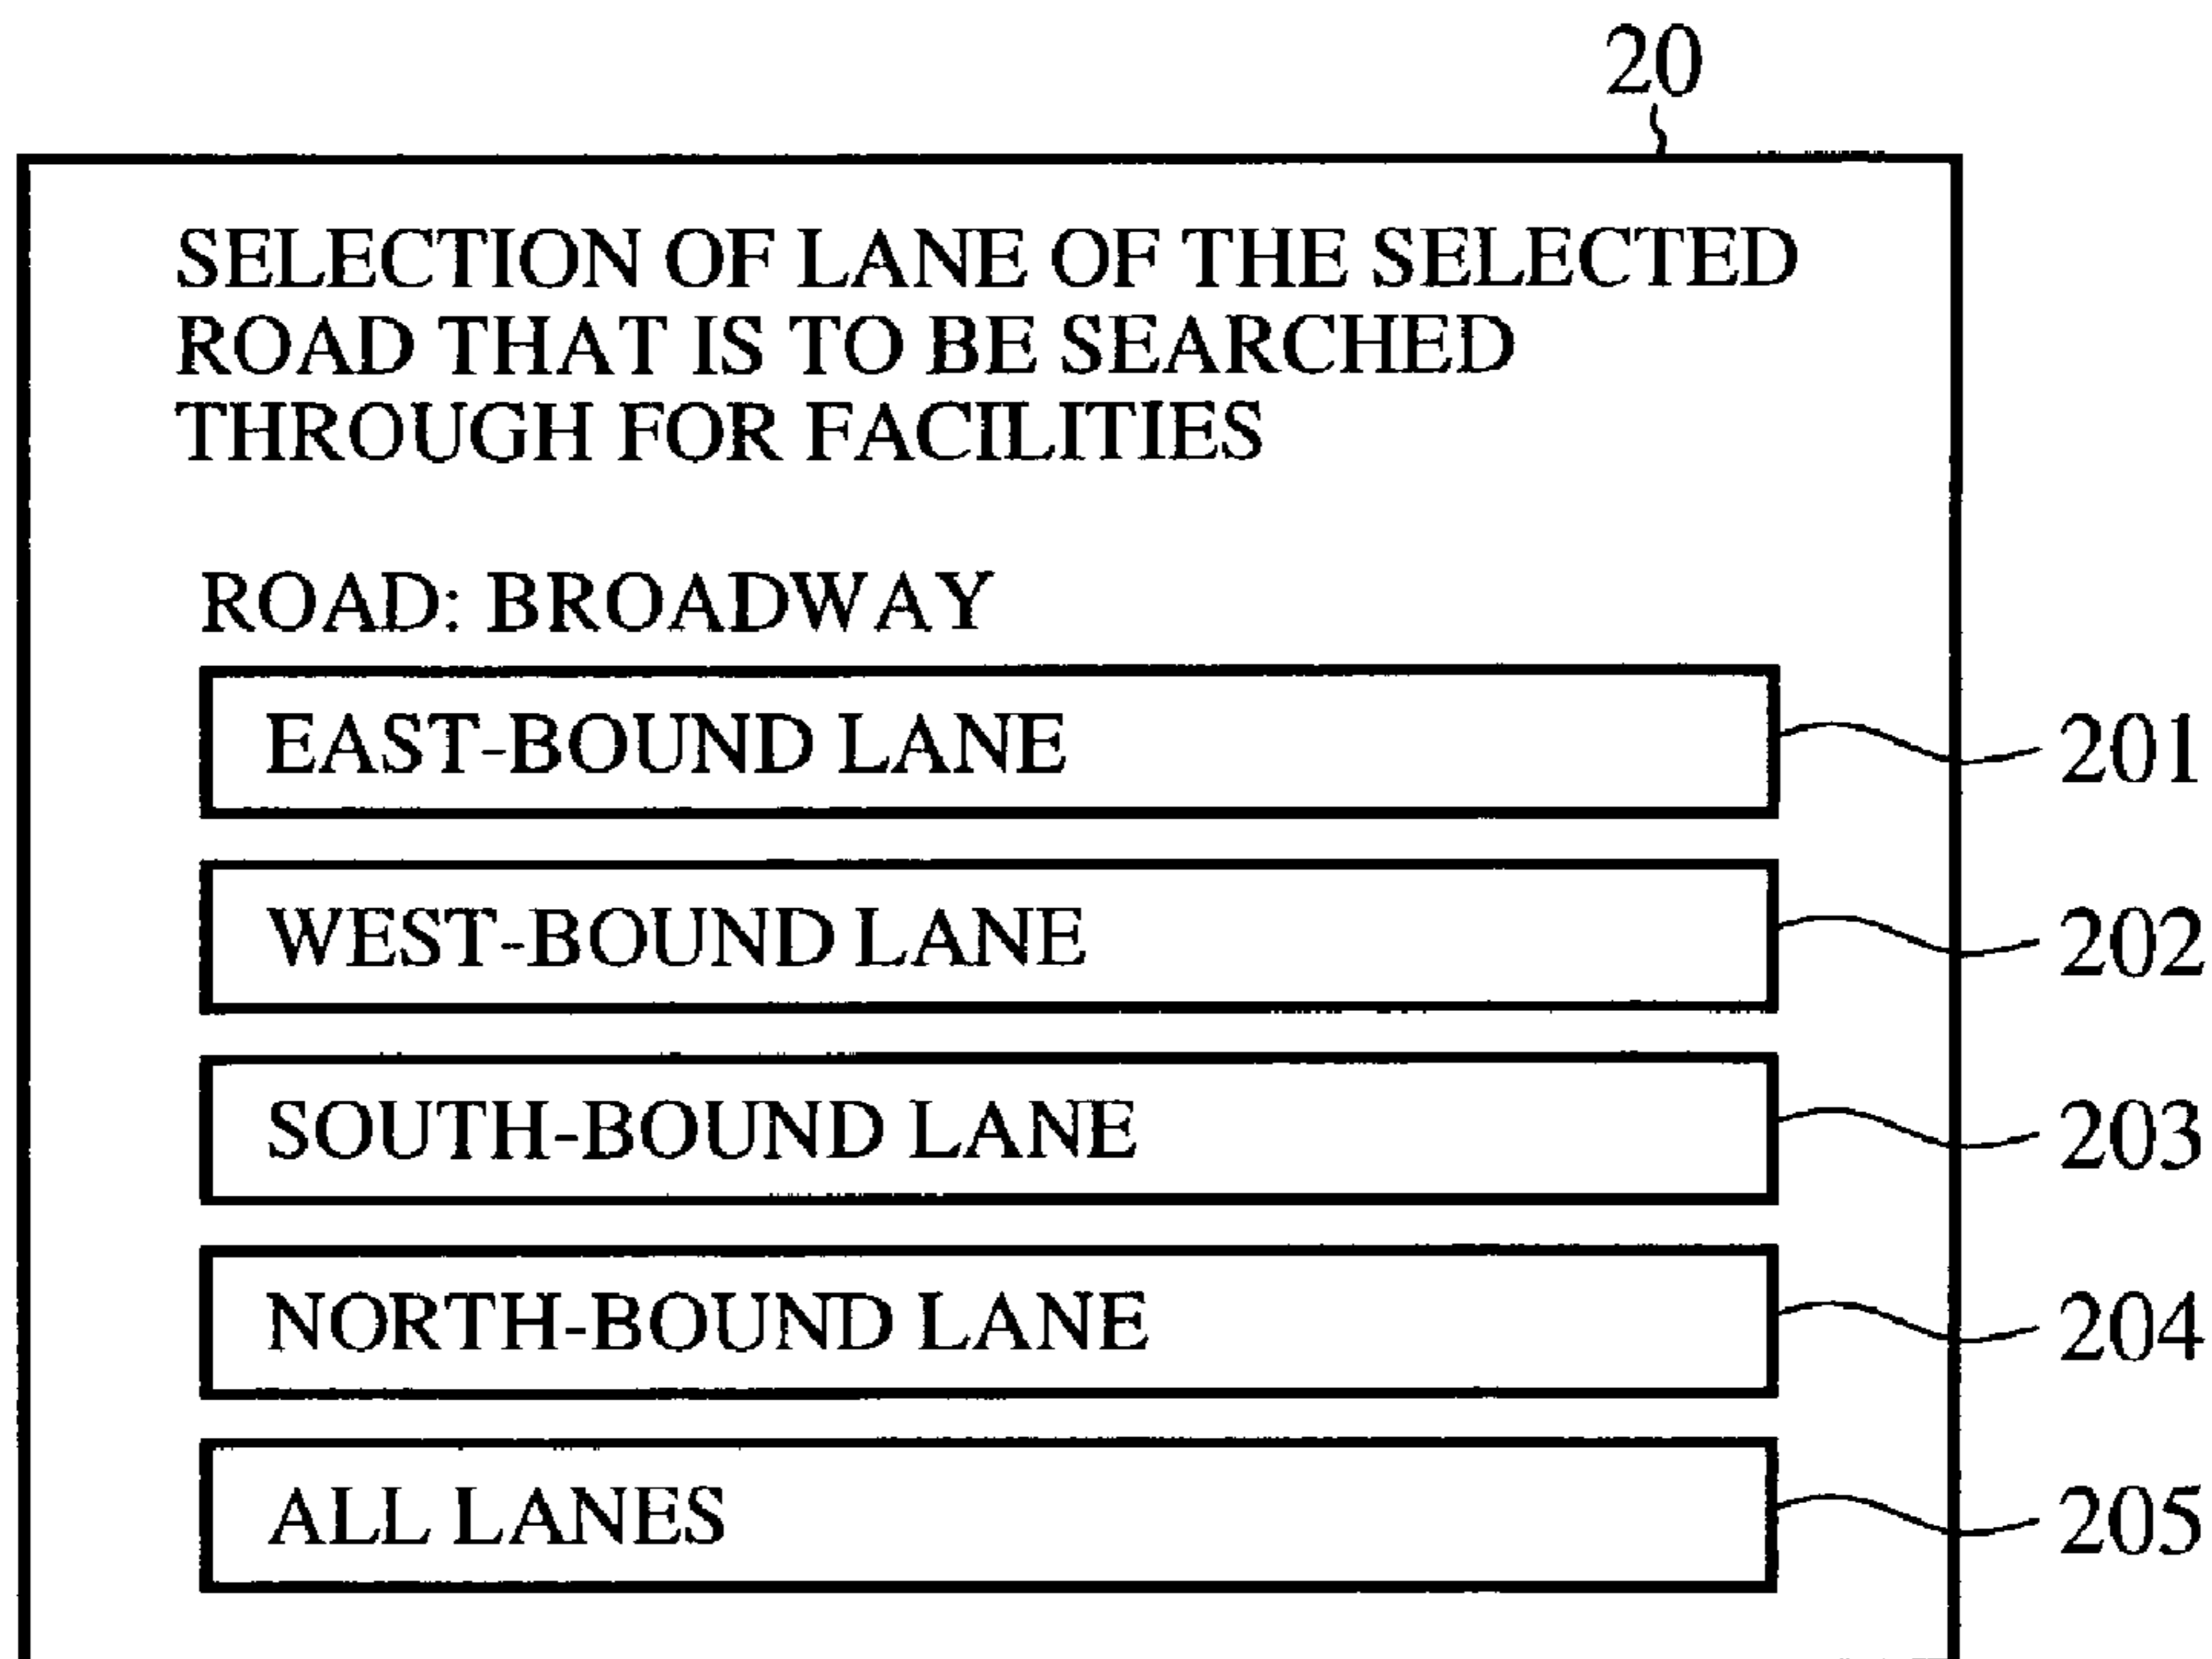 20
SELECTION OF LANE OF THE SELECTED
ROAD THAT IS TO BE SEARCHED
THROUGH FOR FACILITIES
ROAD: BROADWAY
EAST-BOUND LANE 201
WEST-BOUND LANE 202
SOUTH-BOUND LANE 203
NORTH-BOUND LANE 204
ALL LANES 205